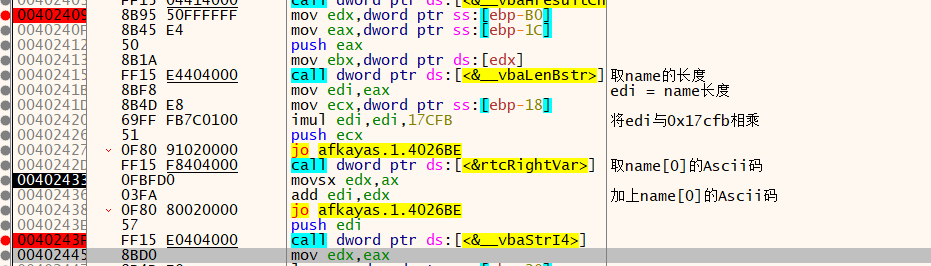 FF15 04414000 call dword ptr ds:[<&__vbaHresultCh
00402409 8B95 50FFFFFF mov edx,dword ptr ss:[ebp-B0]
0040240F 8B45 E4 mov eax,dword ptr ss:[ebp-1C]
00402412 50 push eax
00402413 8B1A mov ebx,dword ptr ds:[edx]
00402415 FF15 E4404000 call dword ptr ds:[<&__vbaLenBstr>] 取name的长度
0040241B 8BF8 mov edi,eax edi = name长度
0040241D 8B4D E8 mov ecx,dword ptr ss:[ebp-18]
00402420 69FF FB7C0100 imul edi,edi,17CFB 将edi与0x17cfb相乘
00402426 51 push ecx
00402427 0F80 91020000 jo afkayas.1.4026BE
0040242D FF15 F8404000 call dword ptr ds:[<&rtcRightVar>] 取name[0]的Ascii码
00402433 0FBFD0 movsx edx,ax
00402436 03FA add edi,edx 加上name[0]的Ascii码
00402438 0F80 80020000 jo afkayas.1.4026BE
0040243E 57 push edi
0040243F FF15 E0404000 call dword ptr ds:[<&__vbaStrI4>]
00402445 8BD0 mov edx,eax